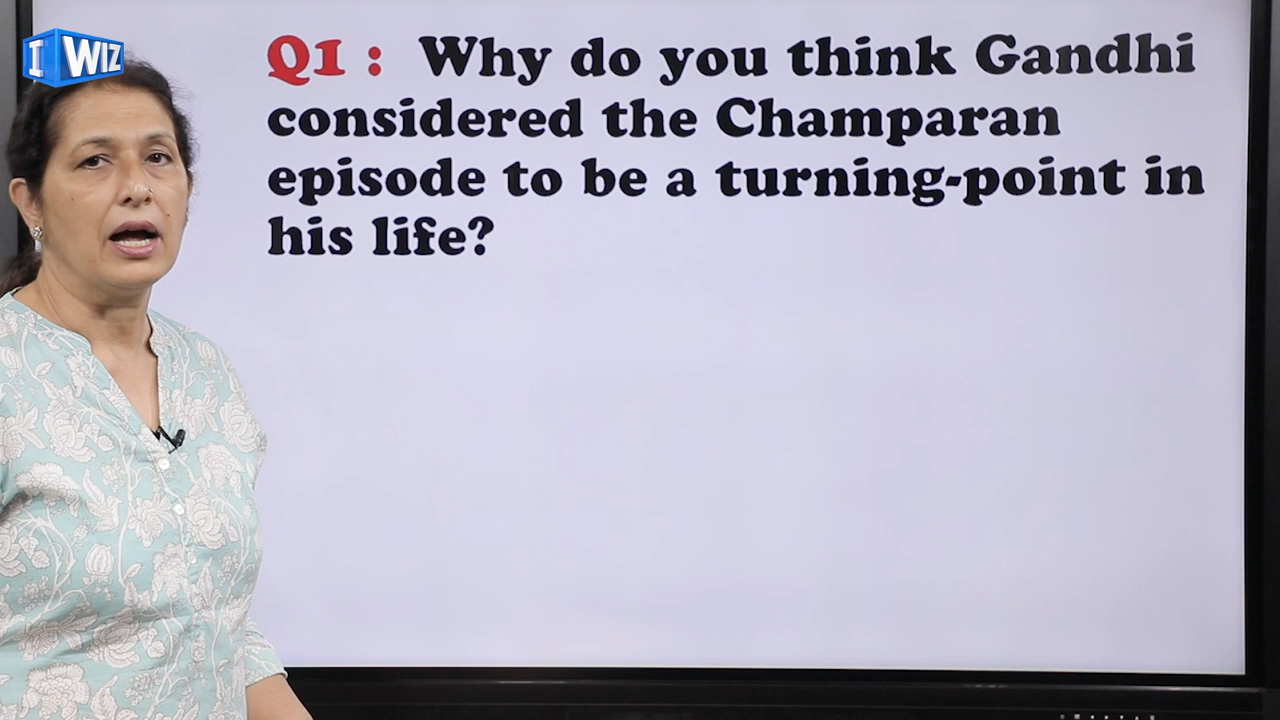 I WIZ
Q1 : Why do you think Gandhi
considered the Champaran
episode to be a turning-point in
his life?